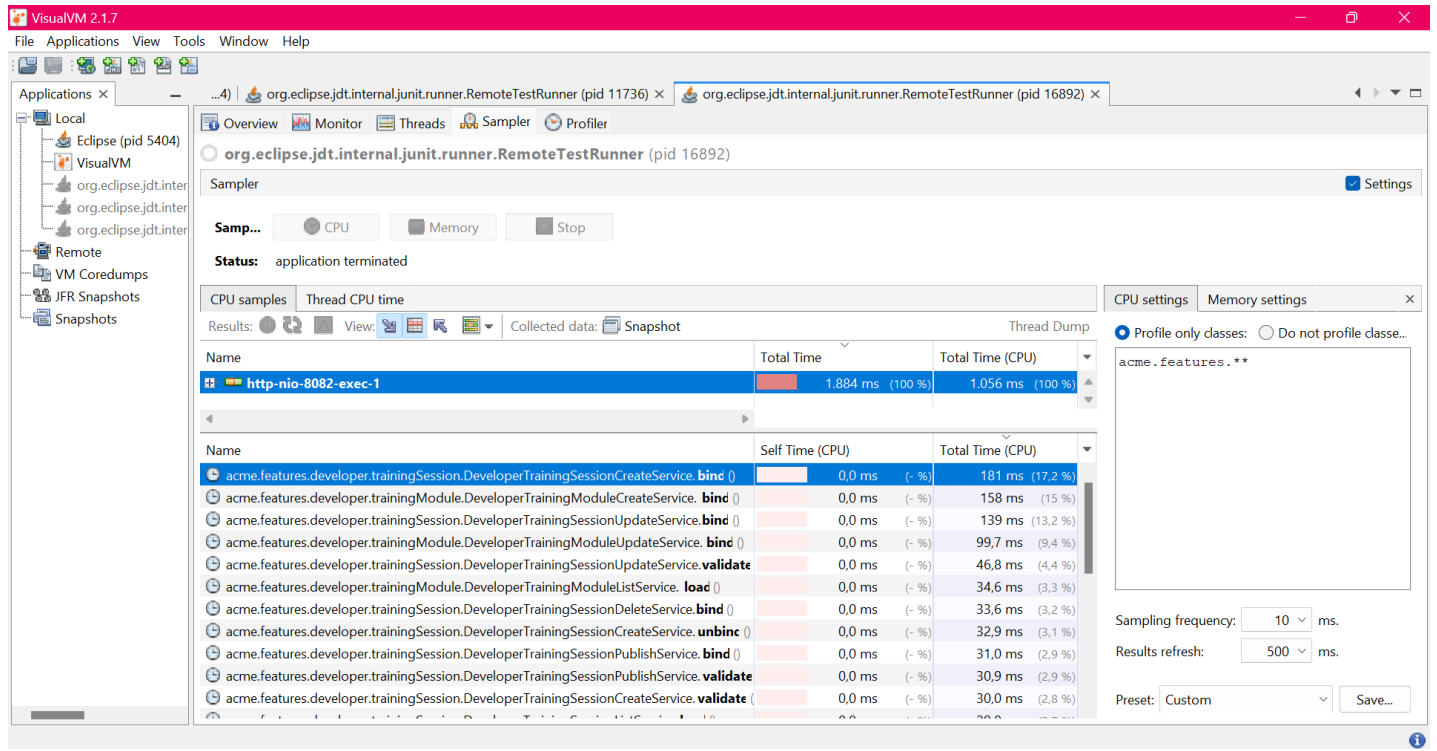 VisualVM 2.1.7
File Applications View Tools Window Help
Applications
...4) org.eclipse.jdt.internal.junit.runner.RemoteTestRunner (pid 11736) org.eclipse.jdt.internal.junit.runner.RemoteTestRunner (pid 16892)
Local
Eclipse (pid 5404)
VisualVM
org.eclipse.jdt.inter
org.eclipse.jdt.inter
org.eclipse.jdt.inter
Remote
VM Coredumps
JFR Snapshots
Snapshots
Overview Monitor Threads Sampler Profiler
org.eclipse.jdt.internal.junit.runner.RemoteTestRunner (pid 16892)
Sampler Settings
Samp... CPU Memory Stop
Status: application terminated
CPU samples Thread CPU time
Results: View: Collected data: Snapshot Thread Dump
Name Total Time Total Time (CPU)
http-nio-8082-exec-1 1.884 ms (100 %) 1.056 ms (100 %)
Name Self Time (CPU) Total Time (CPU)
acme.features.developer.trainingSession.DeveloperTrainingSessionCreateService.bind () 0,0 ms (- %) 181 ms (17,2 %)
acme.features.developer.trainingModule.DeveloperTrainingModuleCreateService. bind () 0,0 ms (- %) 158 ms (15 %)
acme.features.developer.trainingSession.DeveloperTrainingSessionUpdateService.bind () 0,0 ms (- %) 139 ms (13,2 %)
acme.features.developer.trainingModule.DeveloperTrainingModuleUpdateService. bind () 0,0 ms (- %) 99,7 ms (9,4 %)
acme.features.developer.trainingSession.DeveloperTrainingSessionUpdateService.validate 0,0 ms (- %) 46,8 ms (4,4 %)
acme.features.developer.trainingModule.DeveloperTrainingModuleListService. load () 0,0 ms (- %) 34,6 ms (3,3 %)
acme.features.developer.trainingSession.DeveloperTrainingSessionDeleteService.bind () 0,0 ms (- %) 33,6 ms (3,2 %)
acme.features.developer.trainingSession.DeveloperTrainingSessionCreateService.unbind () 0,0 ms (- %) 32,9 ms (3,1 %)
acme.features.developer.trainingSession.DeveloperTrainingSessionPublishService.bind () 0,0 ms (- %) 31,0 ms (2,9 %)
acme.features.developer.trainingSession.DeveloperTrainingSessionPublishService.validate 0,0 ms (- %) 30,9 ms (2,9 %)
acme.features.developer.trainingSession.DeveloperTrainingSessionCreateService.validate ( 0,0 ms (- %) 30,0 ms (2,8 %)
CPU settings Memory settings
Profile only classes: Do not profile classe...
acme.features.**
Sampling frequency: 10 ms.
Results refresh: 500 ms.
Preset: Custom Save...